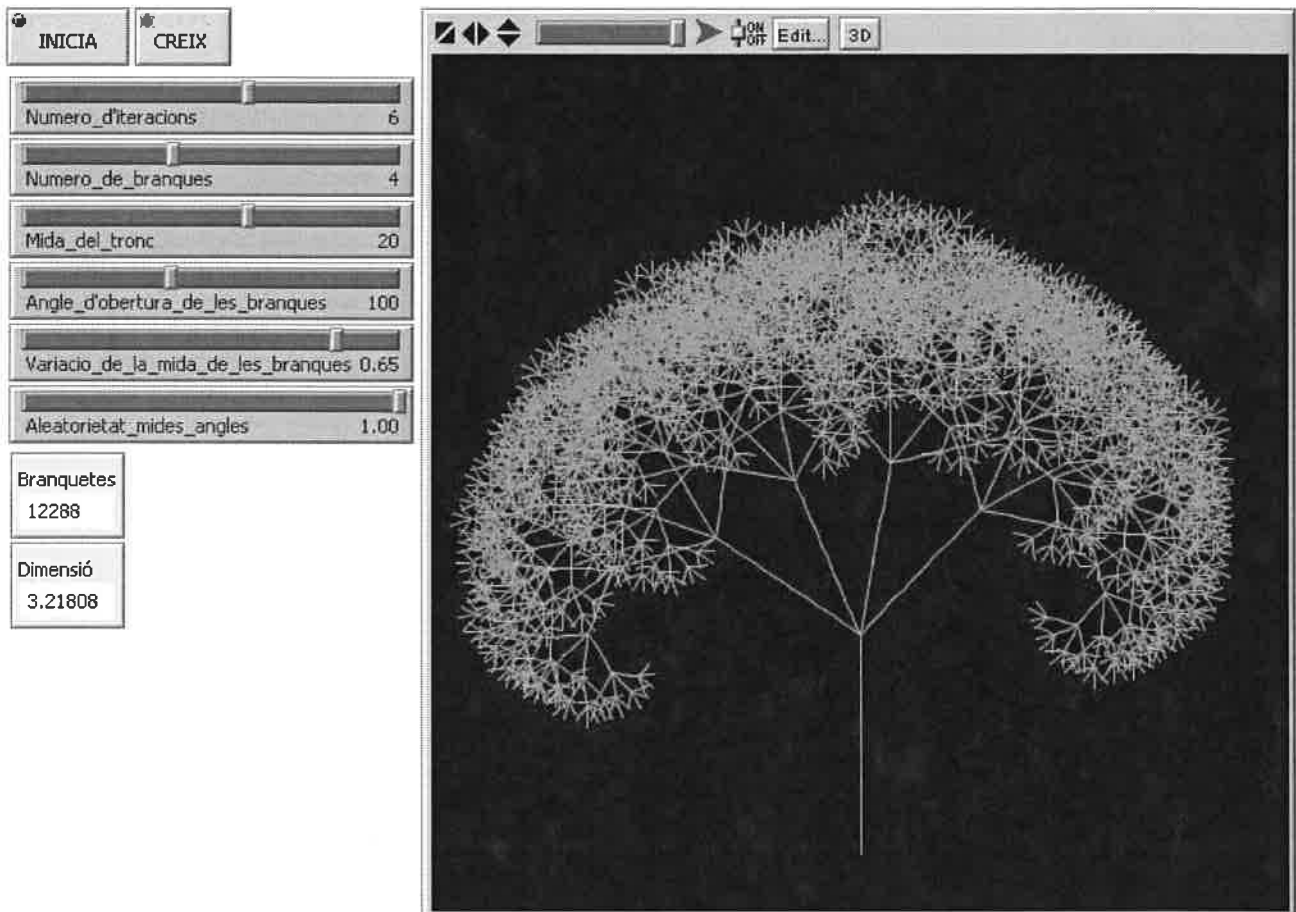 INICIA
CREIX
Numero_d'iteracions 6
Numero_de_branques 4
Mida_del_tronc 20
Angle_d'obertura_de_les_branques 100
Variacio_de_la_mida_de_les_branques 0.65
Aleatorietat_mides_angles 1.00
Branquetes
12288
Dimensió
3.21808
ON
OFF
Edit...
3D